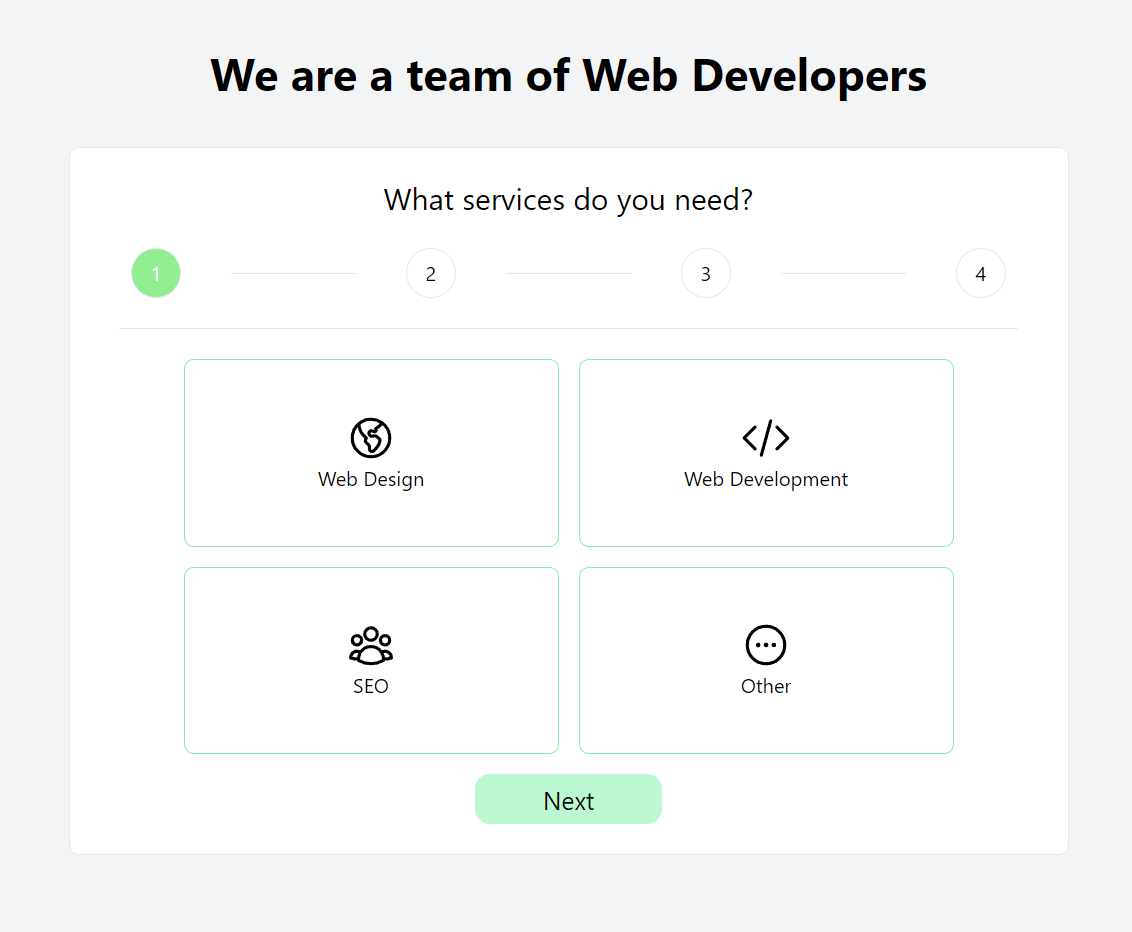 We are a team of Web Developers
What services do you need?
1 2 3 4
Web Design Web Development
SEO Other
Next